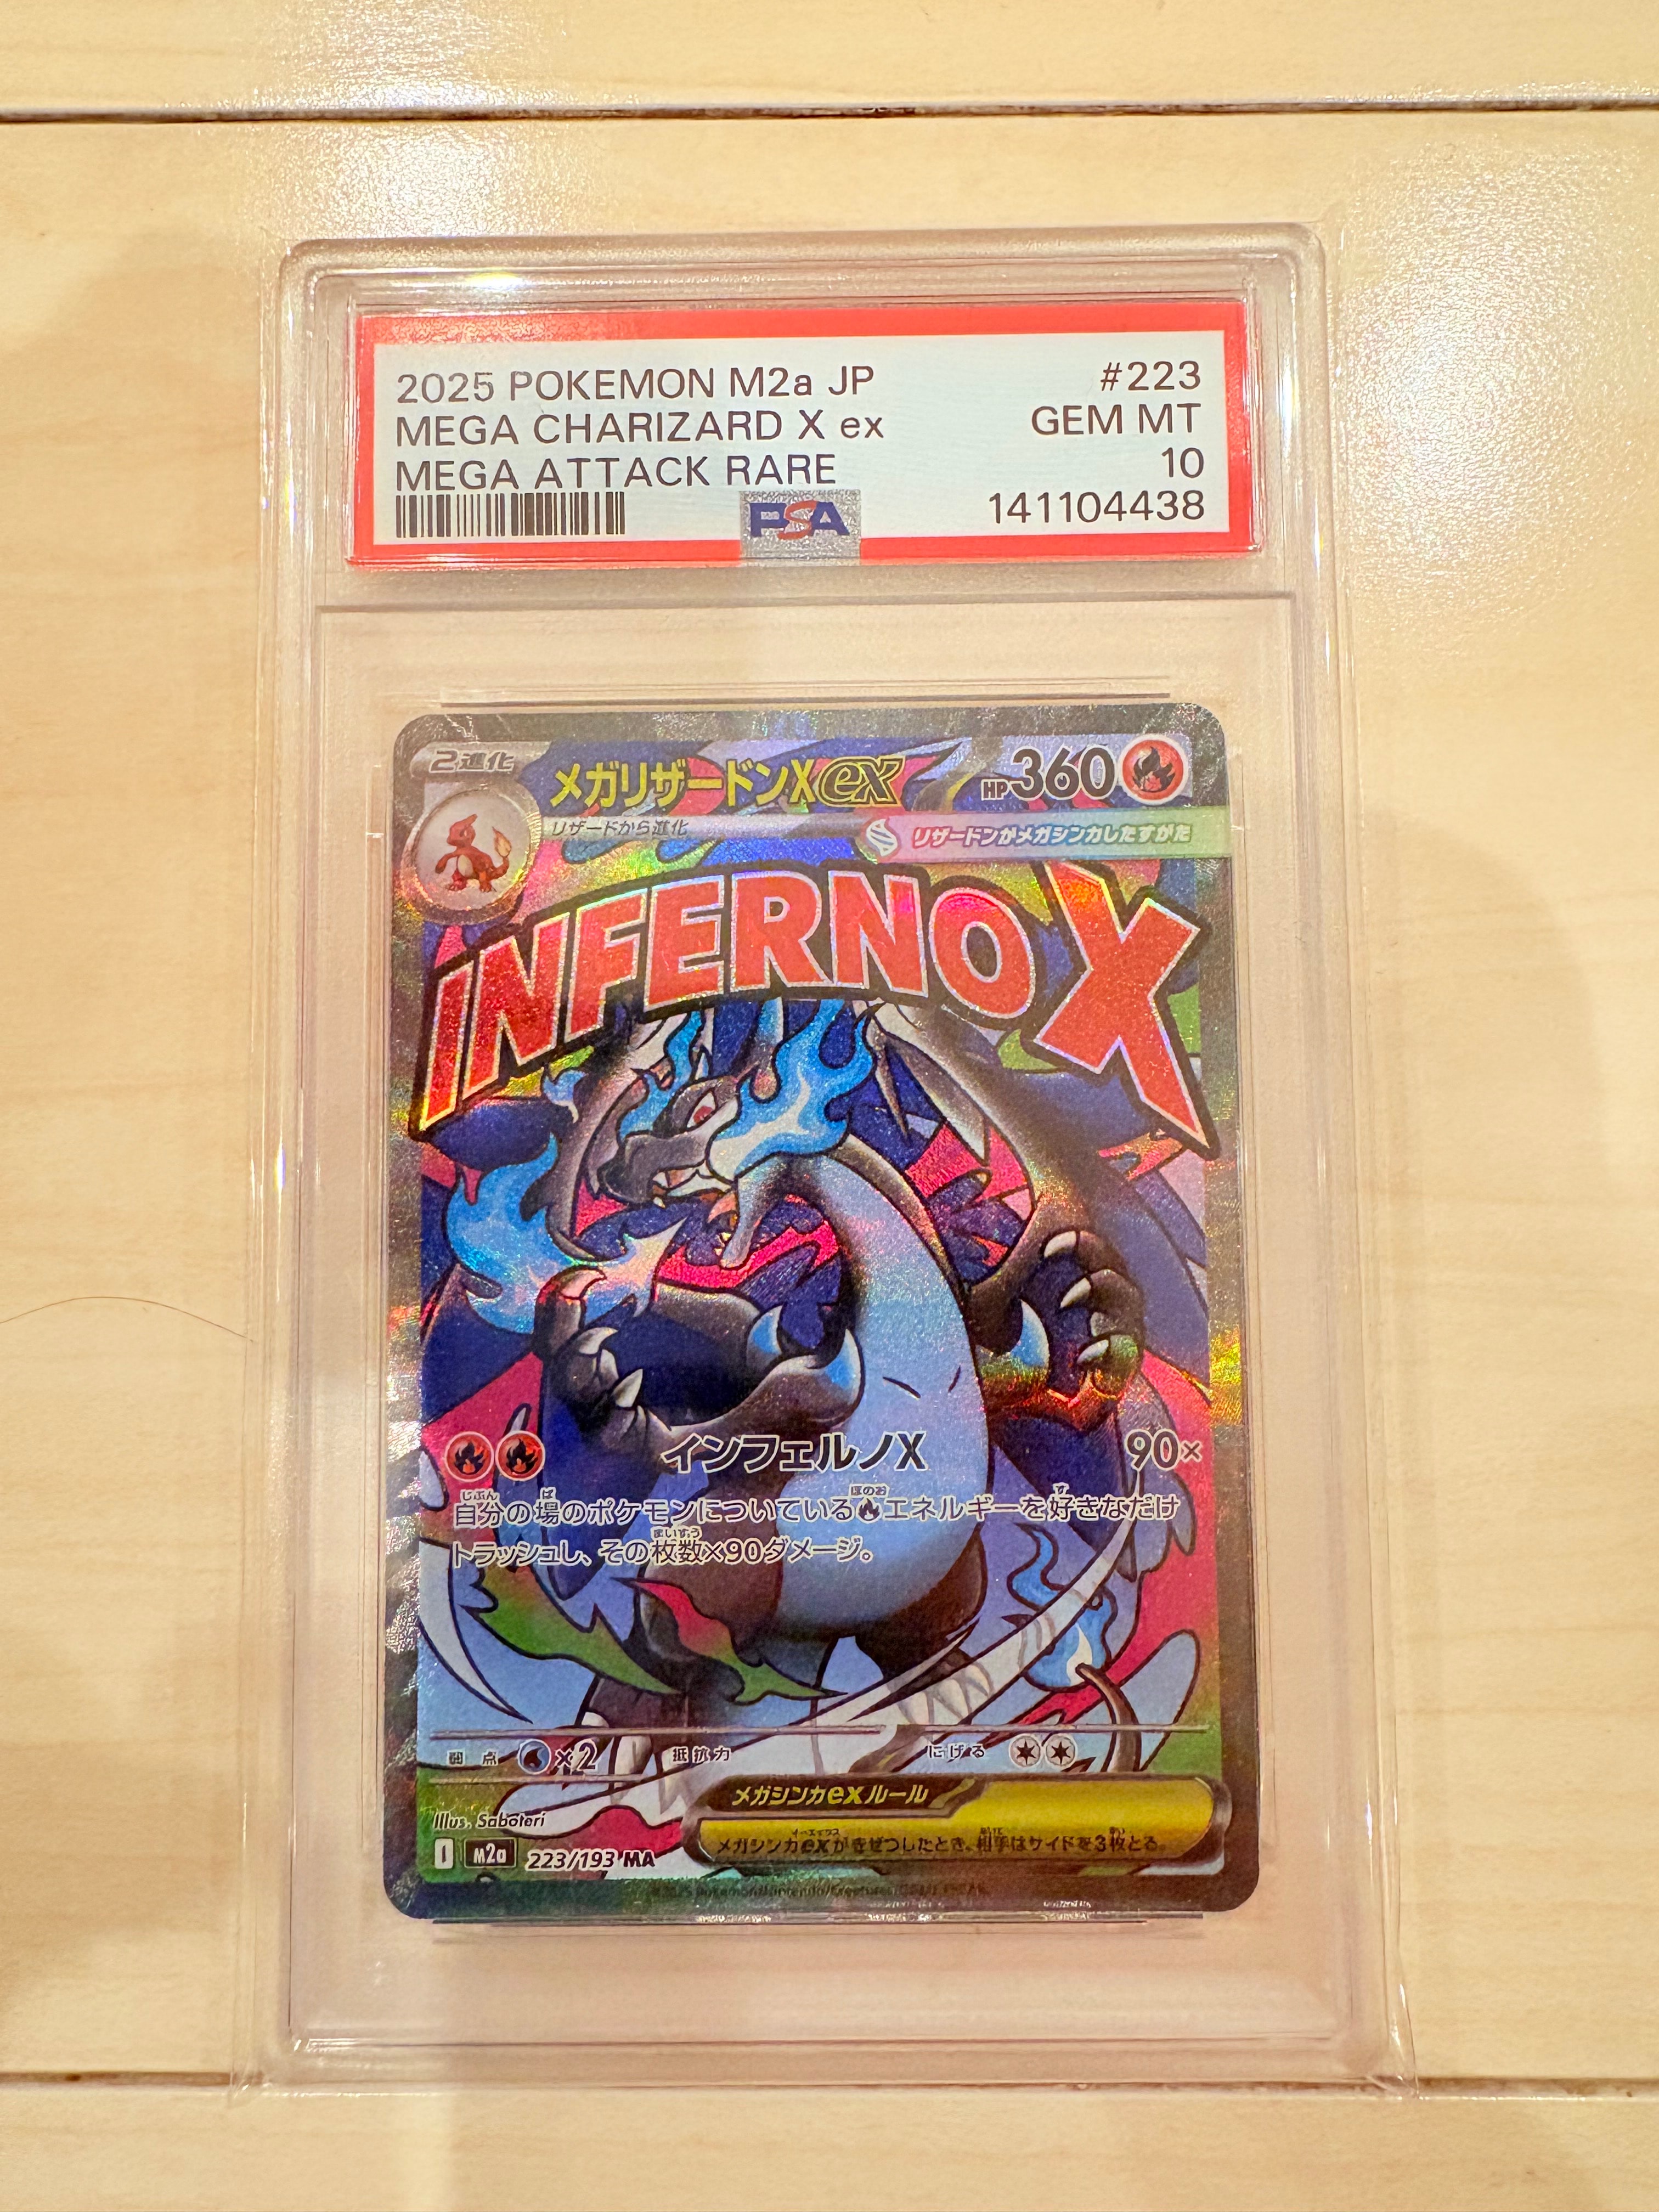 2025 POKEMON M2a JP #223
MEGA CHARIZARD X ex GEM MT
MEGA ATTACK RARE 10
PSA 141104438
2進化 メガリザードンXex HP360
リザードから進化 リザードンがメガシンカしたすがた
INFERNO X
インフェルノX 90×
自分の場のポケモンについているエネルギーを好きなだけ
トラッシュし、その枚数×90ダメージ。
弱点 ×2 抵抗力 にげる
メガシンカexルール
メガシンカexがきぜつしたとき、相手はサイドを3枚とる。
Illus. Saboteri
I m2a 223/193 MA
©2025 Pokémon/Nintendo/Creatures/GAME FREAK.